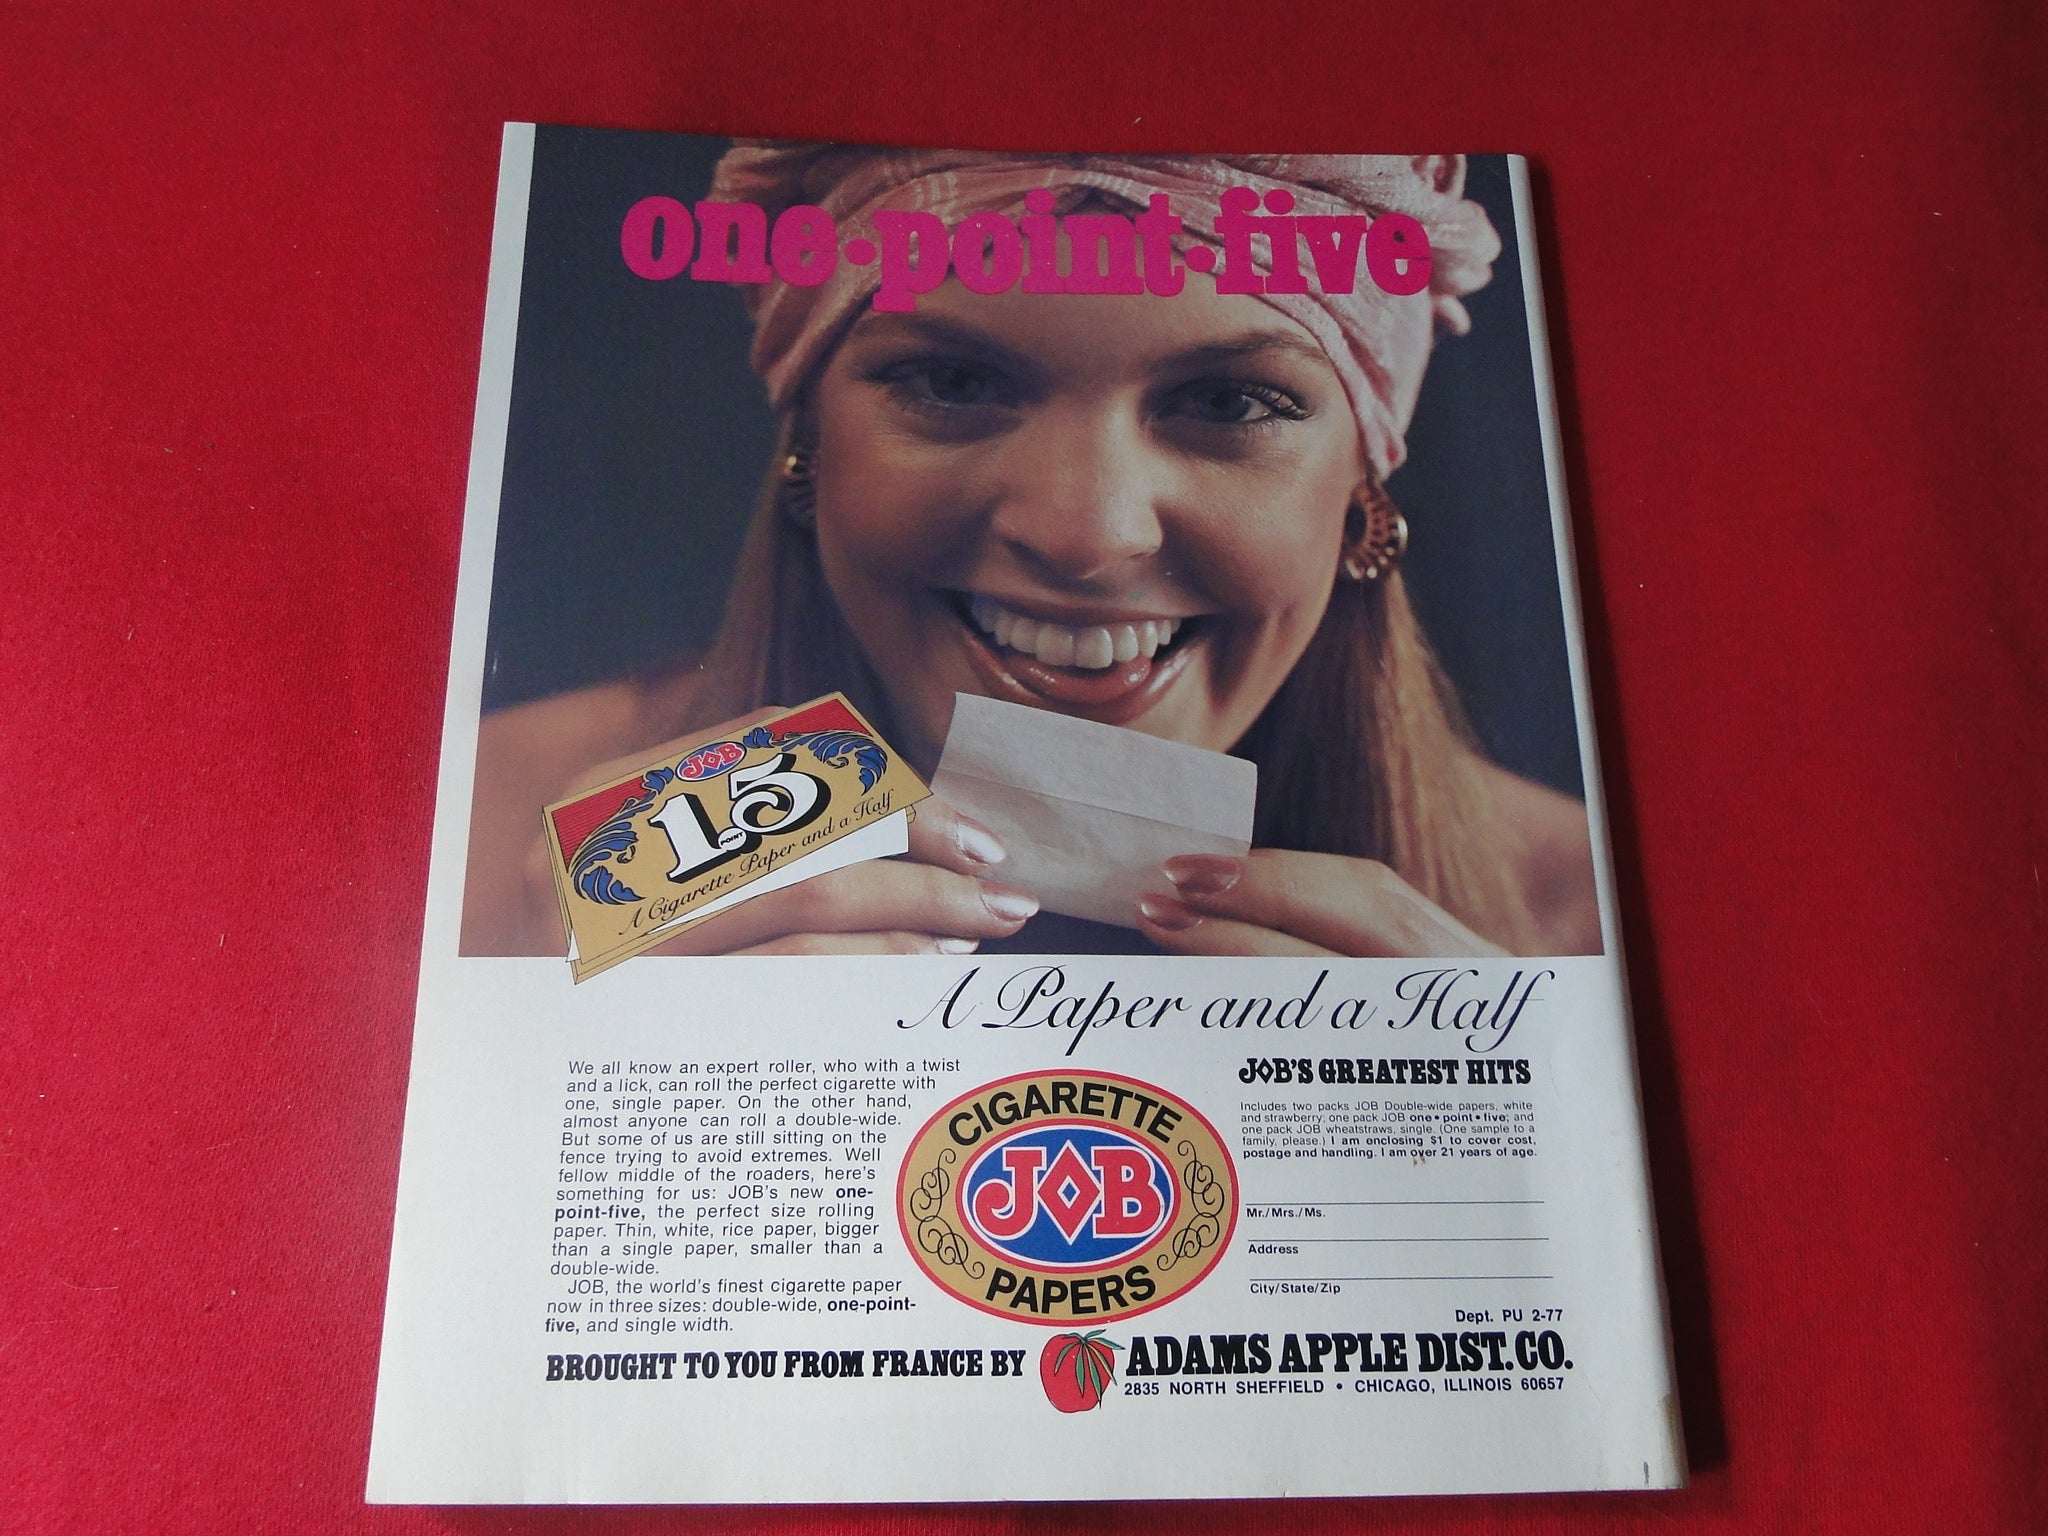 one•point•five
JOB
1.5
POINT
A Cigarette Paper and a Half
A Paper and a Half
We all know an expert roller, who with a twist
and a lick, can roll the perfect cigarette with
one, single paper. On the other hand,
almost anyone can roll a double-wide.
But some of us are still sitting on the
fence trying to avoid extremes. Well
fellow middle of the roaders, here's
something for us: JOB's new one-
point-five, the perfect size rolling
paper. Thin, white, rice paper, bigger
than a single paper, smaller than a
double-wide.
JOB, the world's finest cigarette paper
now in three sizes: double-wide, one-point-
five, and single width.
CIGARETTE
JOB
PAPERS
JOB'S GREATEST HITS
Includes two packs JOB Double-wide papers, white
and strawberry; one pack JOB one•point•five; and
one pack JOB wheatstraws, single. (One sample to a
family, please.) I am enclosing $1 to cover cost,
postage and handling. I am over 21 years of age.
Mr./Mrs./Ms.
Address
City/State/Zip
Dept. PU 2-77
BROUGHT TO YOU FROM FRANCE BY
ADAMS APPLE DIST. CO.
2835 NORTH SHEFFIELD • CHICAGO, ILLINOIS 60657